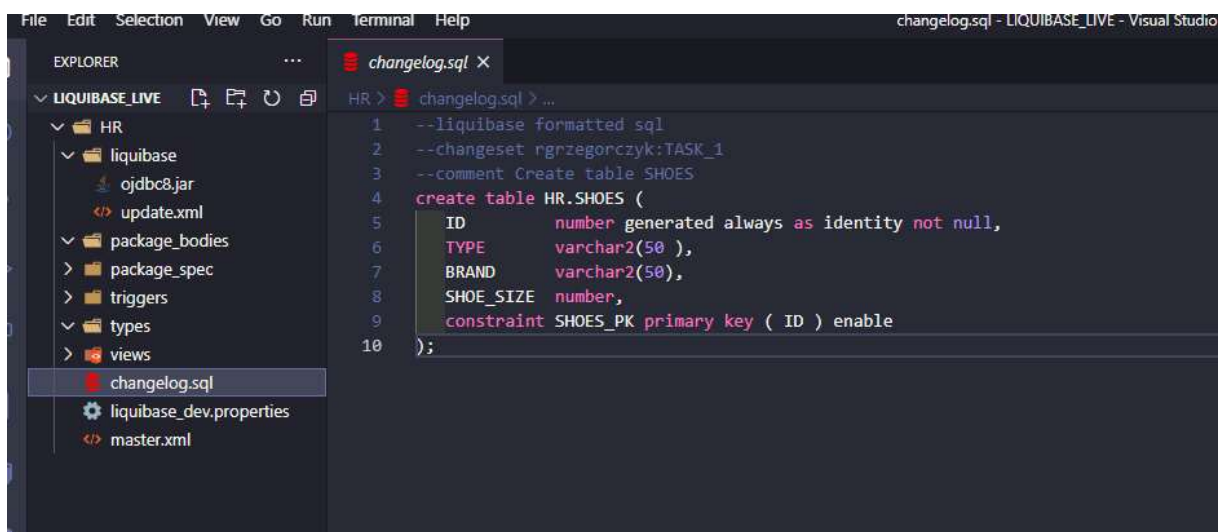 File Edit Selection View Go Run Terminal Help
changelog.sql - LIQUIBASE_LIVE - Visual Studio
EXPLORER ...
LIQUIBASE_LIVE
HR
liquibase
ojdbc8.jar
update.xml
package_bodies
package_spec
triggers
types
views
changelog.sql
liquibase_dev.properties
master.xml
changelog.sql
HR > changelog.sql > ...
1 --liquibase formatted sql
2 --changeset rgrzegorczyk:TASK_1
3 --comment Create table SHOES
4 create table HR.SHOES (
5 ID number generated always as identity not null,
6 TYPE varchar2(50 ),
7 BRAND varchar2(50),
8 SHOE_SIZE number,
9 constraint SHOES_PK primary key ( ID ) enable
10 );